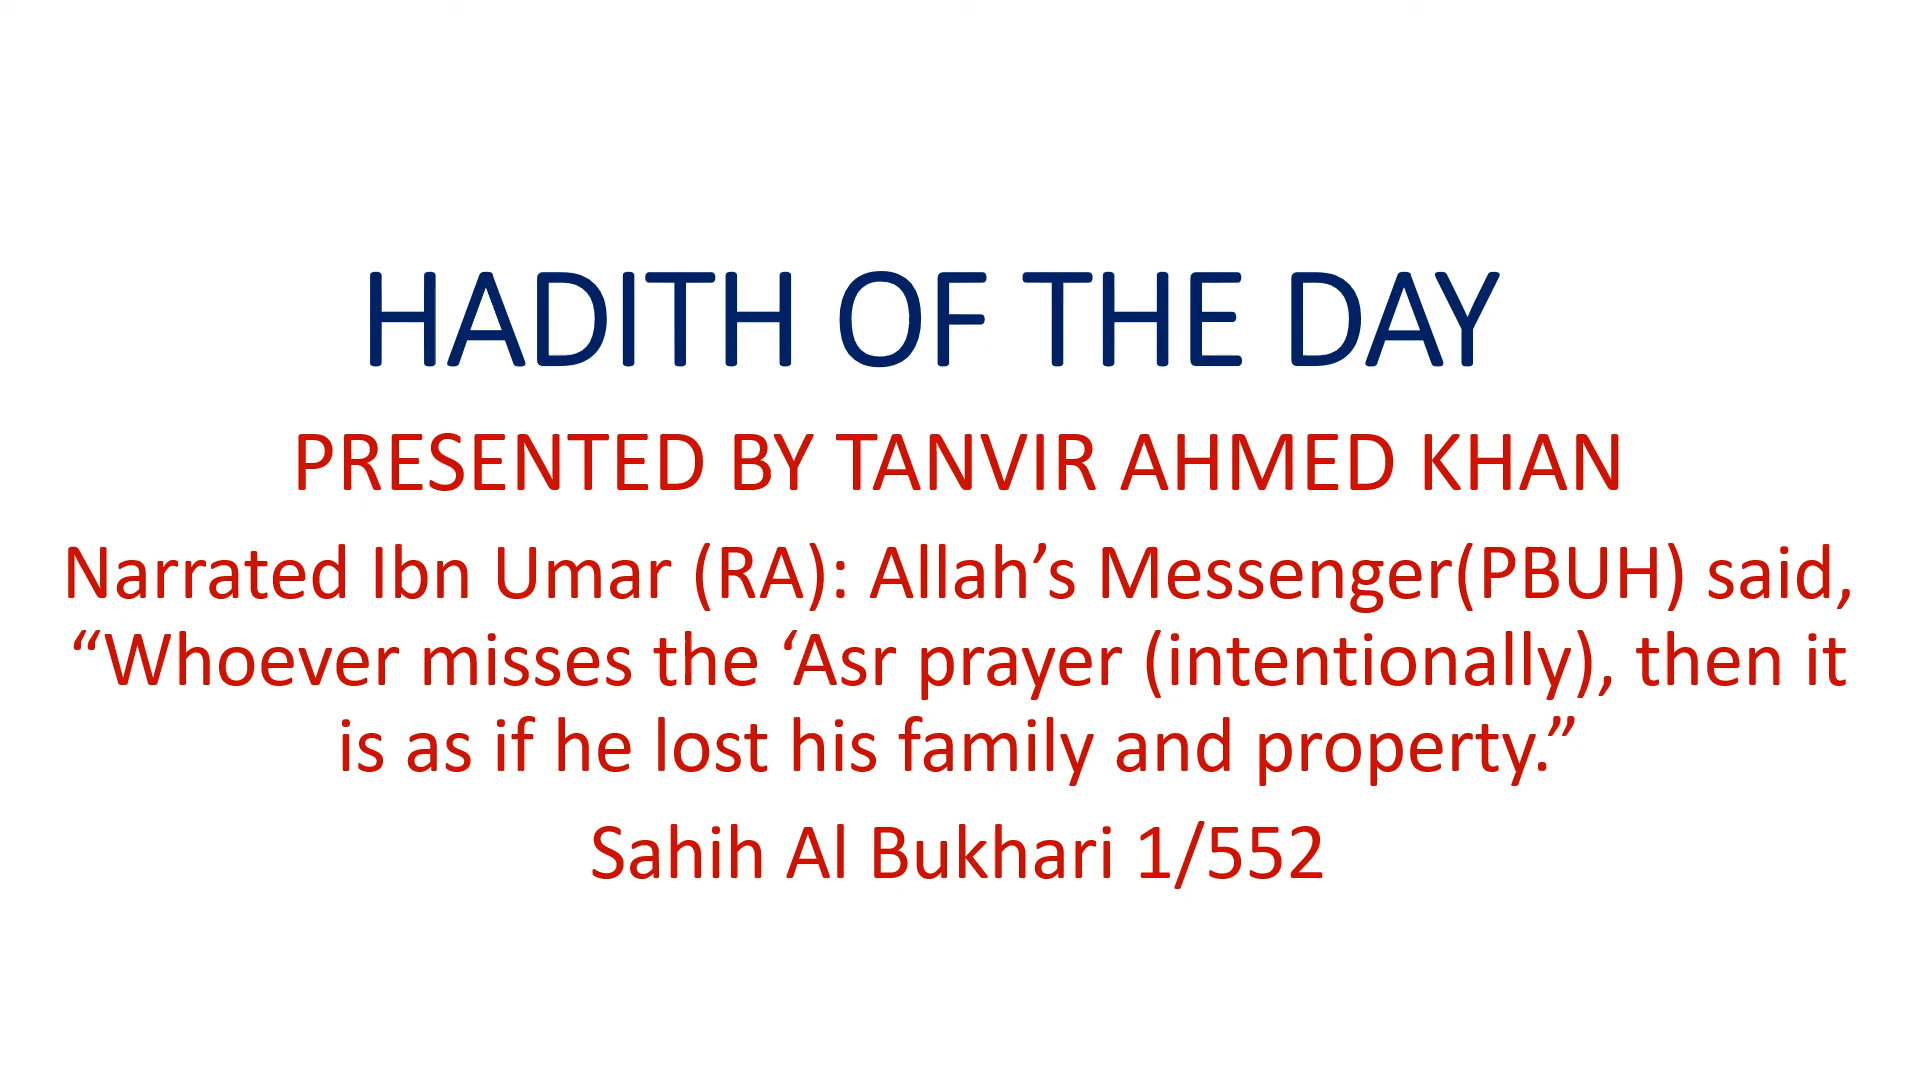 HADITH OF THE DAY
PRESENTED BY TANVIR AHMED KHAN
Narrated Ibn Umar (RA): Allah’s Messenger(PBUH) said,
“Whoever misses the ‘Asr prayer (intentionally), then it
is as if he lost his family and property.”
Sahih Al Bukhari 1/552